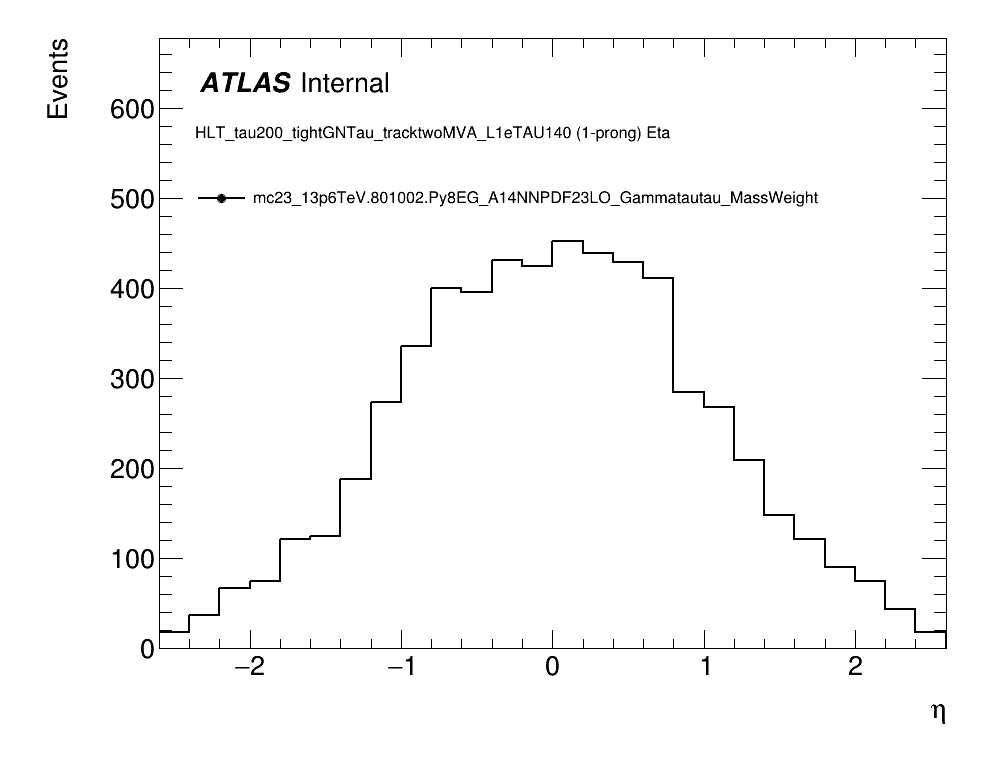 Events
ATLAS Internal
HLT_tau200_tightGNTau_tracktwoMVA_L1eTAU140 (1-prong) Eta
mc23_13p6TeV.801002.Py8EG_A14NNPDF23LO_Gammatautau_MassWeight
600
500
400
300
200
100
0
−2 −1 0 1 2
η